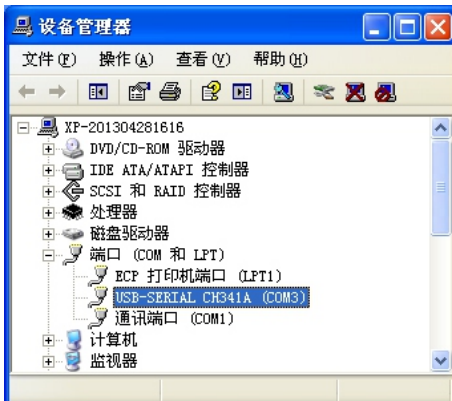 设备管理器
文件(F) 操作(A) 查看(V) 帮助(H)
XP-201304281616
DVD/CD-ROM 驱动器
IDE ATA/ATAPI 控制器
SCSI 和 RAID 控制器
处理器
磁盘驱动器
端口 (COM 和 LPT)
ECP 打印机端口 (LPT1)
USB-SERIAL CH341A (COM3)
通讯端口 (COM1)
计算机
监视器